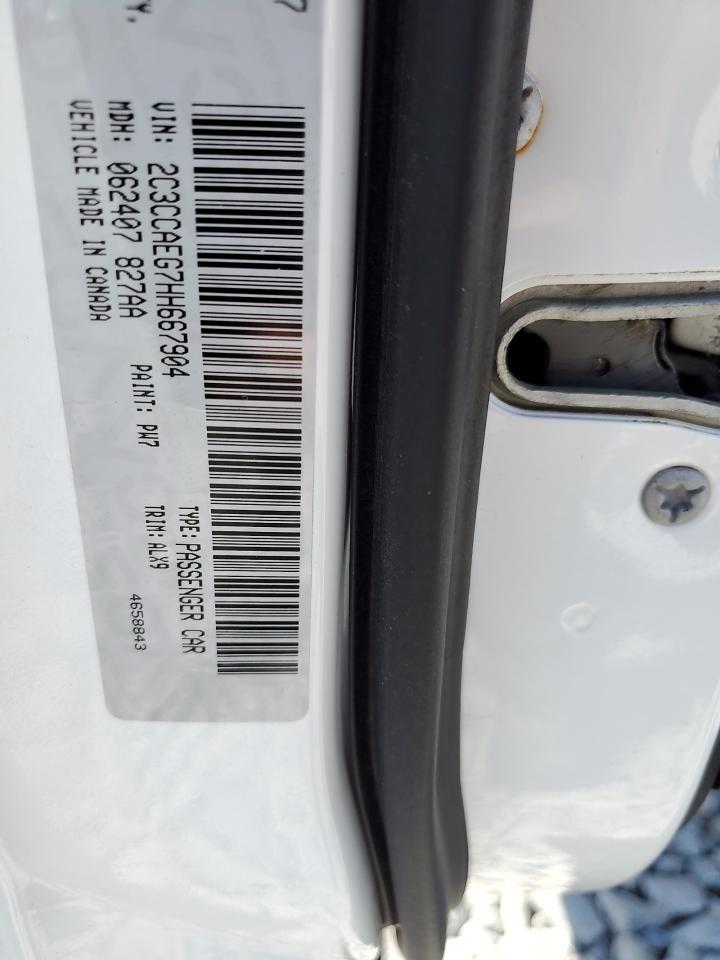 VIN: 2C3CCAEG7HH667904 TYPE: PASSENGER CAR
MDH: 062407 827AA PAINT: PW7 TRIM: ALX9
VEHICLE MADE IN CANADA 4658843